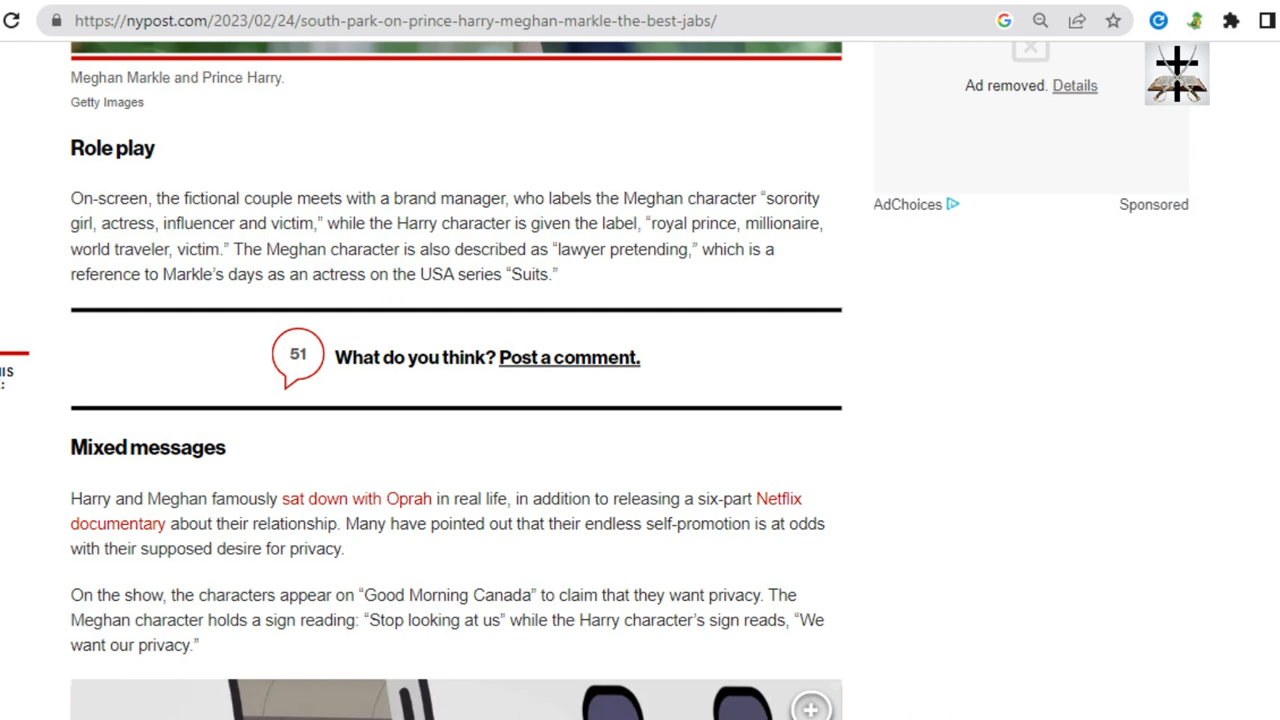 https://nypost.com/2023/02/24/south-park-on-prince-harry-meghan-markle-the-best-jabs/
Meghan Markle and Prince Harry.
Getty Images
Ad removed. Details
AdChoices
Sponsored
Role play
On-screen, the fictional couple meets with a brand manager, who labels the Meghan character “sorority
girl, actress, influencer and victim,” while the Harry character is given the label, “royal prince, millionaire,
world traveler, victim.” The Meghan character is also described as “lawyer pretending,” which is a
reference to Markle’s days as an actress on the USA series “Suits.”
51
What do you think? Post a comment.
Mixed messages
Harry and Meghan famously sat down with Oprah in real life, in addition to releasing a six-part Netflix
documentary about their relationship. Many have pointed out that their endless self-promotion is at odds
with their supposed desire for privacy.
On the show, the characters appear on “Good Morning Canada” to claim that they want privacy. The
Meghan character holds a sign reading: “Stop looking at us” while the Harry character’s sign reads, “We
want our privacy.”